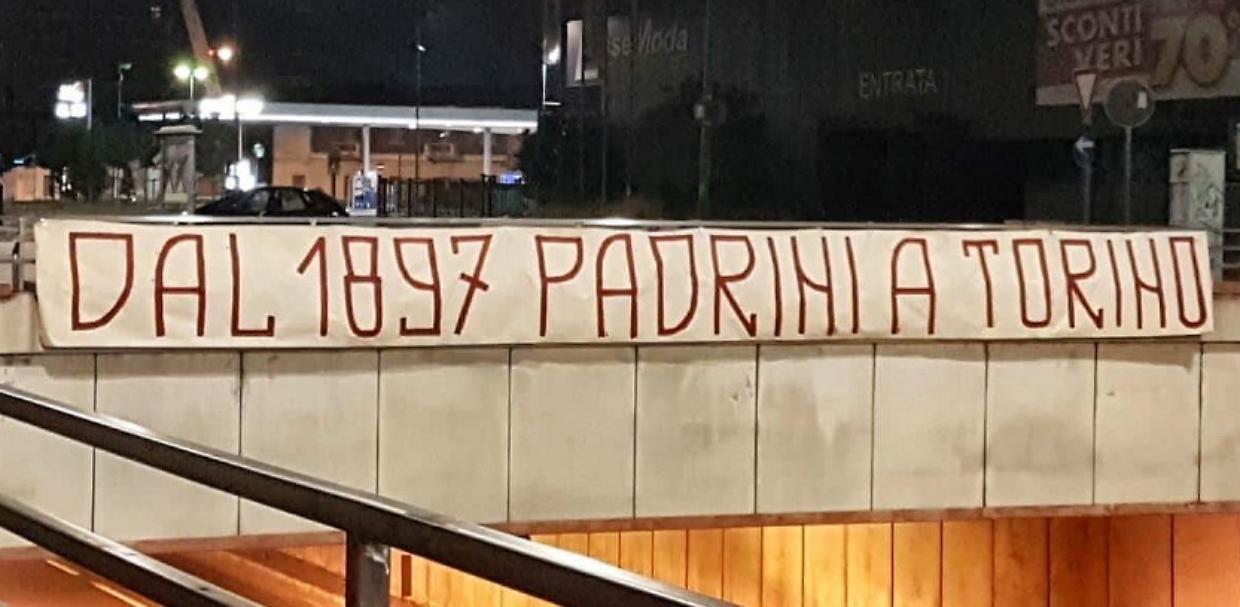 SCONTI
VERI 70
ENTRATA
DAL 1897 PADRINI A TORINO